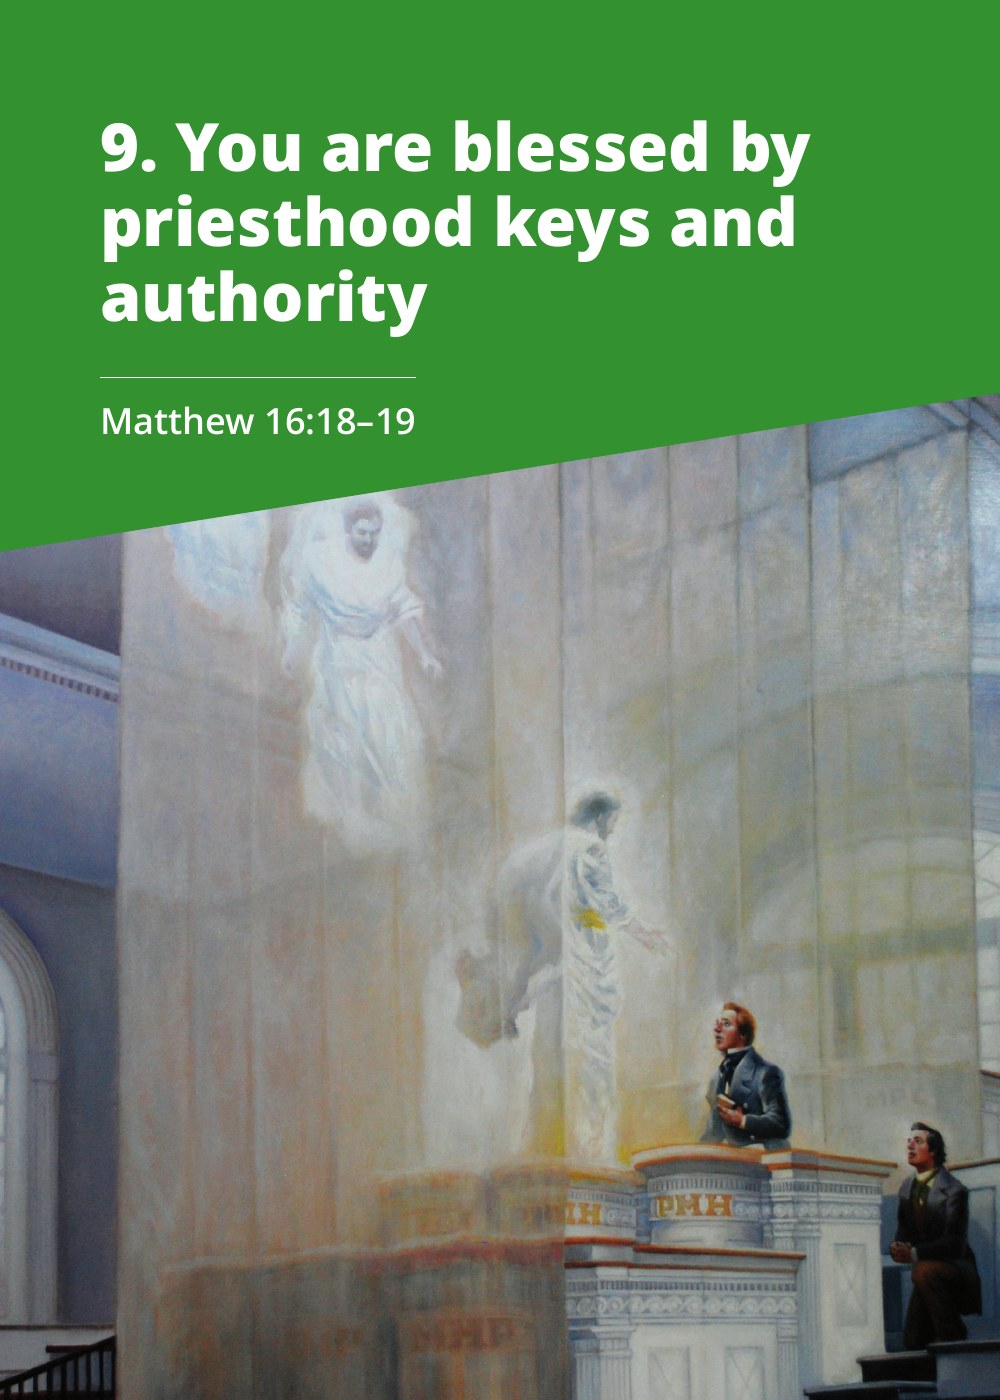 9. You are blessed by
priesthood keys and
authority
Matthew 16:18–19
PMH